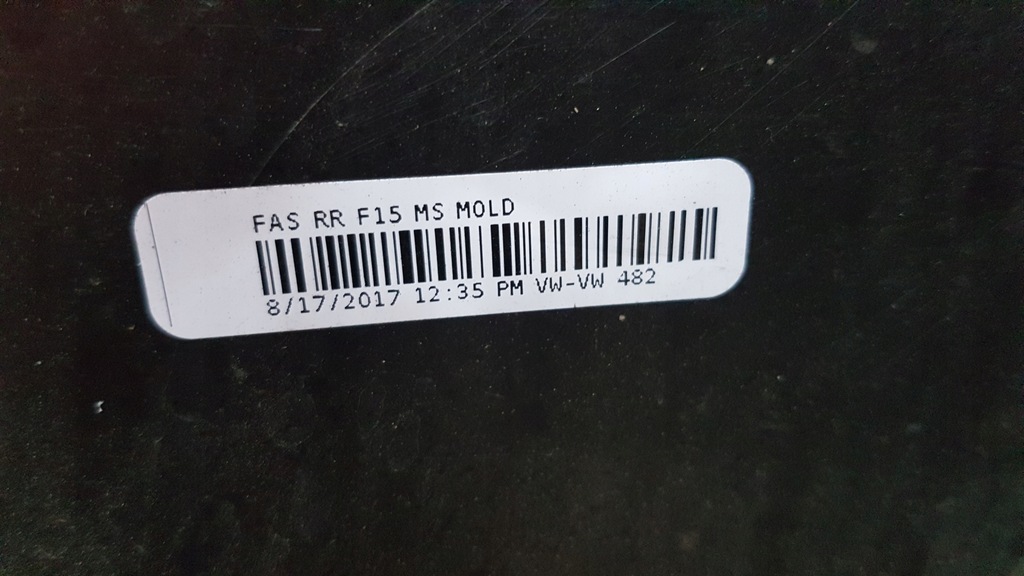 FAS RR F15 MS MOLD
8/17/2017 12:35 PM VW-VW 482